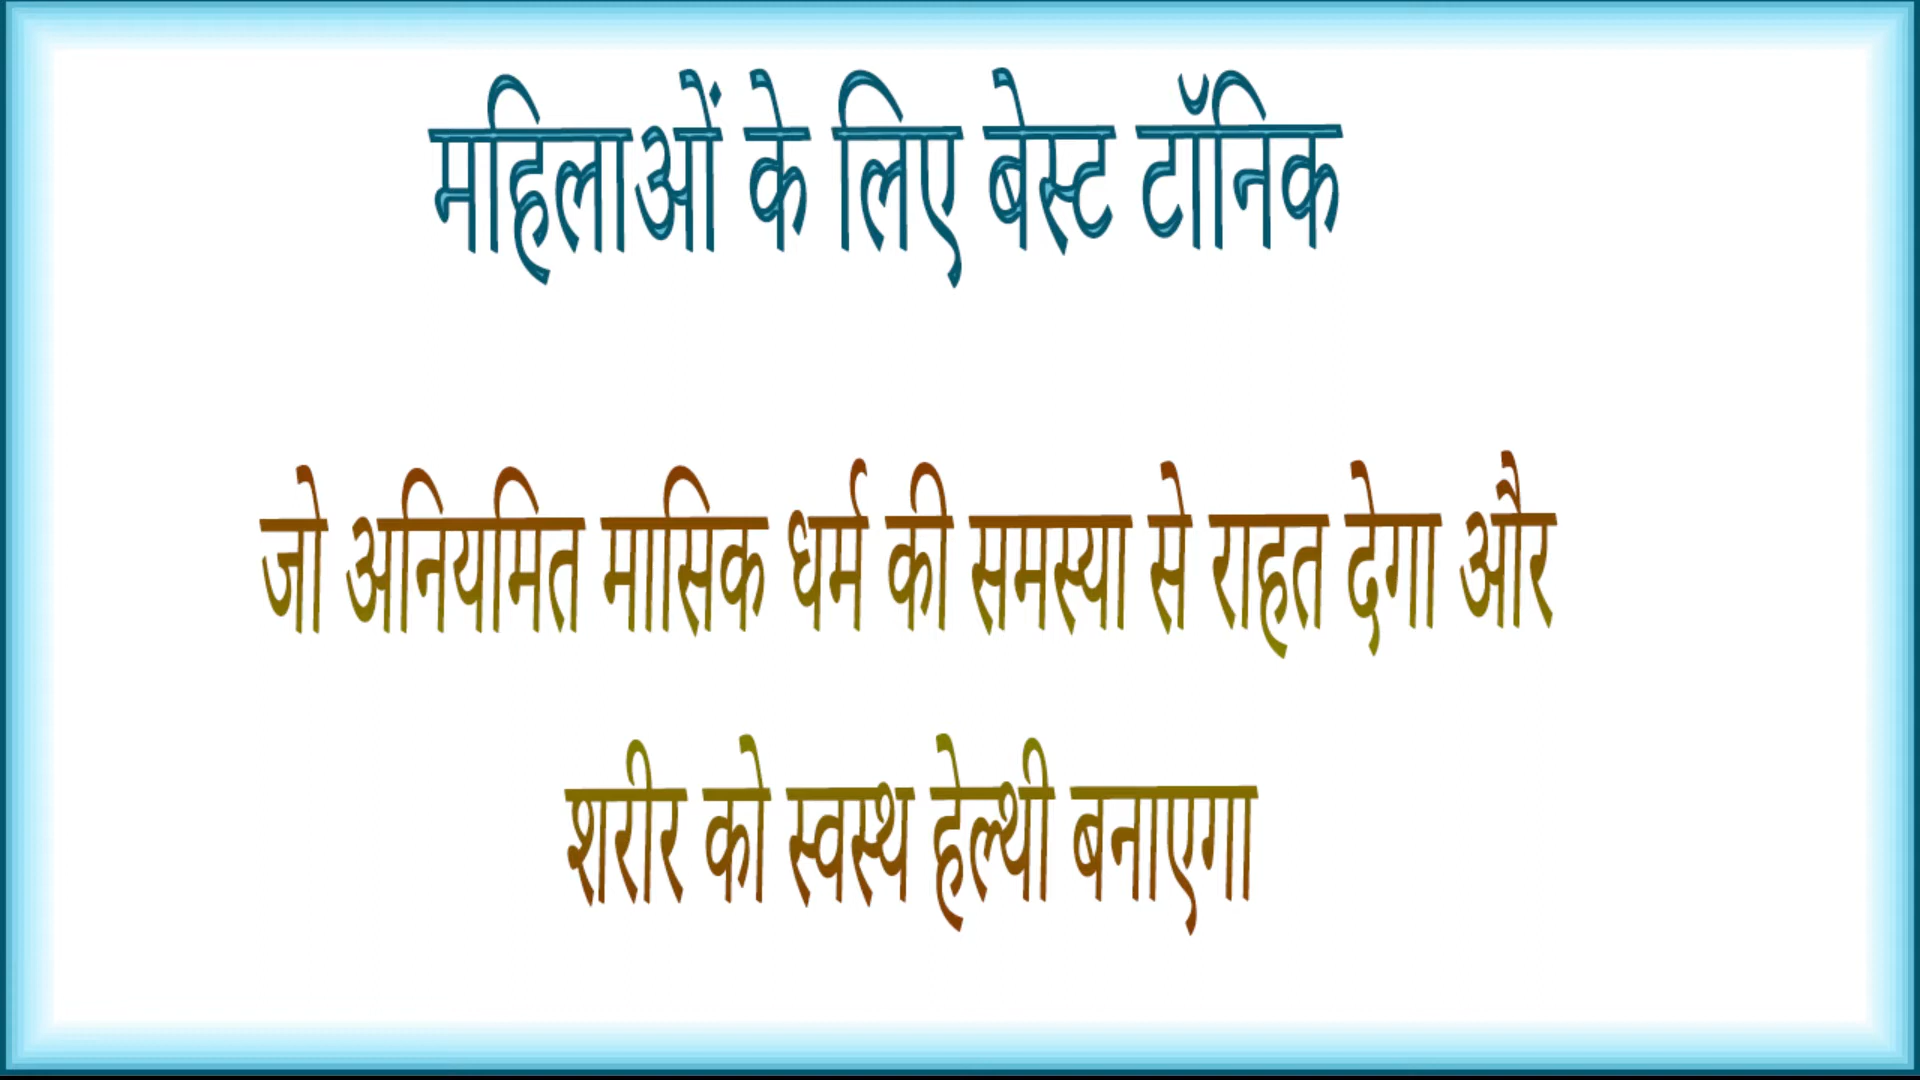 महिलाओं के लिए बेस्ट टॉनिक
जो अनियमित मासिक धर्म की समस्या से राहत देगा और
शरीर को स्वस्थ हेल्थी बनाएगा